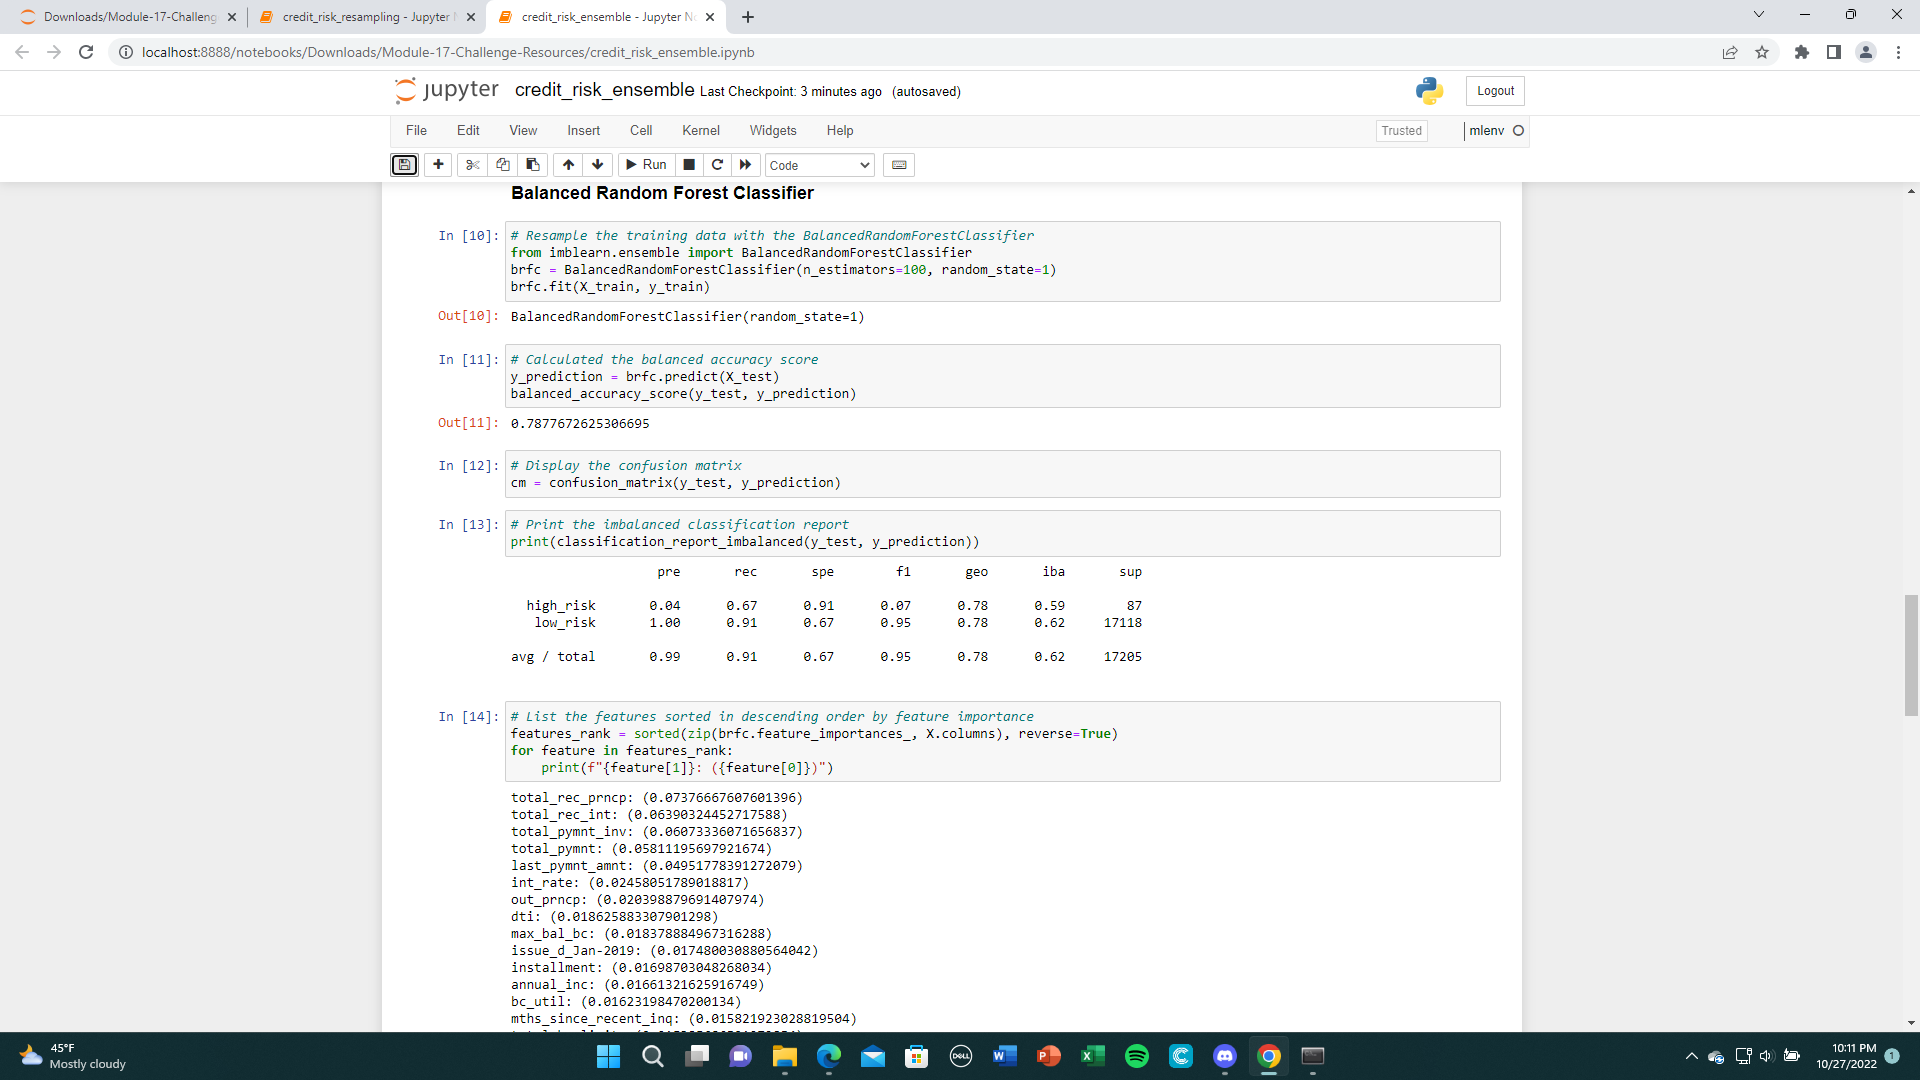 Downloads/Module-17-Challeng
credit_risk_resampling - Jupyter N
credit_risk_ensemble - Jupyter No
localhost:8888/notebooks/Downloads/Module-17-Challenge-Resources/credit_risk_ensemble.ipynb
jupyter credit_risk_ensemble Last Checkpoint: 3 minutes ago (autosaved)
Logout
File Edit View Insert Cell Kernel Widgets Help
Trusted
mlenv
Run
Code
Balanced Random Forest Classifier
In [10]: # Resample the training data with the BalancedRandomForestClassifier
from imblearn.ensemble import BalancedRandomForestClassifier
brfc = BalancedRandomForestClassifier(n_estimators=100, random_state=1)
brfc.fit(X_train, y_train)
Out[10]: BalancedRandomForestClassifier(random_state=1)
In [11]: # Calculated the balanced accuracy score
y_prediction = brfc.predict(X_test)
balanced_accuracy_score(y_test, y_prediction)
Out[11]: 0.7877672625306695
In [12]: # Display the confusion matrix
cm = confusion_matrix(y_test, y_prediction)
In [13]: # Print the imbalanced classification report
print(classification_report_imbalanced(y_test, y_prediction))
pre rec spe f1 geo iba sup
high_risk 0.04 0.67 0.91 0.07 0.78 0.59 87
low_risk 1.00 0.91 0.67 0.95 0.78 0.62 17118
avg / total 0.99 0.91 0.67 0.95 0.78 0.62 17205
In [14]: # List the features sorted in descending order by feature importance
features_rank = sorted(zip(brfc.feature_importances_, X.columns), reverse=True)
for feature in features_rank:
print(f"{feature[1]}: ({feature[0]})")
total_rec_prncp: (0.07376667607601396)
total_rec_int: (0.06390324452717588)
total_pymnt_inv: (0.06073336071656837)
total_pymnt: (0.05811195697921674)
last_pymnt_amnt: (0.04951778391272079)
int_rate: (0.02458051789018817)
out_prncp: (0.020398879691407974)
dti: (0.018625883307901298)
max_bal_bc: (0.018378884967316288)
issue_d_Jan-2019: (0.017480030880564042)
installment: (0.01698703048268034)
annual_inc: (0.01661321625916749)
bc_util: (0.01623198470200134)
mths_since_recent_inq: (0.015821923028819504)
45°F
Mostly cloudy
DELL
10:11 PM
10/27/2022
1